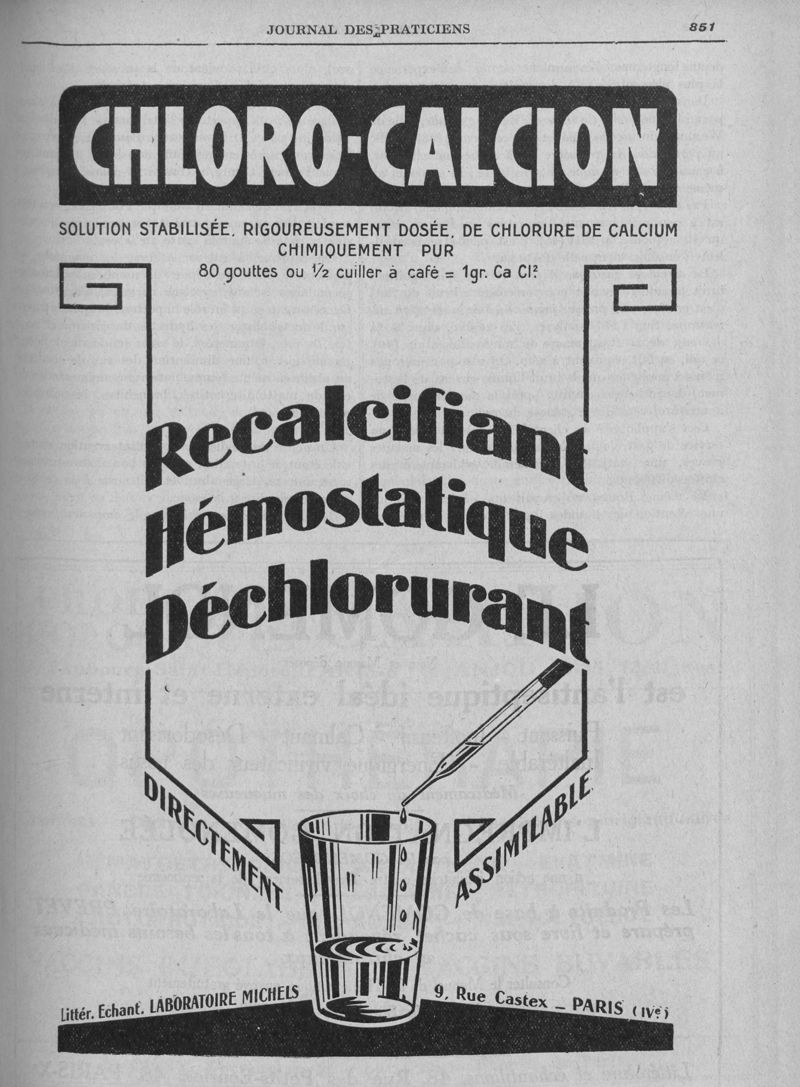 JOURNAL DES PRATICIENS 851
CHLORO-CALCION
SOLUTION STABILISÉE, RIGOUREUSEMENT DOSÉE, DE CHLORURE DE CALCIUM
CHIMIQUEMENT PUR
80 gouttes ou 1/2 cuiller à café = 1gr. Ca Cl²
Recalcifiant
Hémostatique
Déchlorurant
DIRECTEMENT ASSIMILABLE
Littér. Echant. LABORATOIRE MICHELS 9, Rue Castex _ PARIS (IVe)